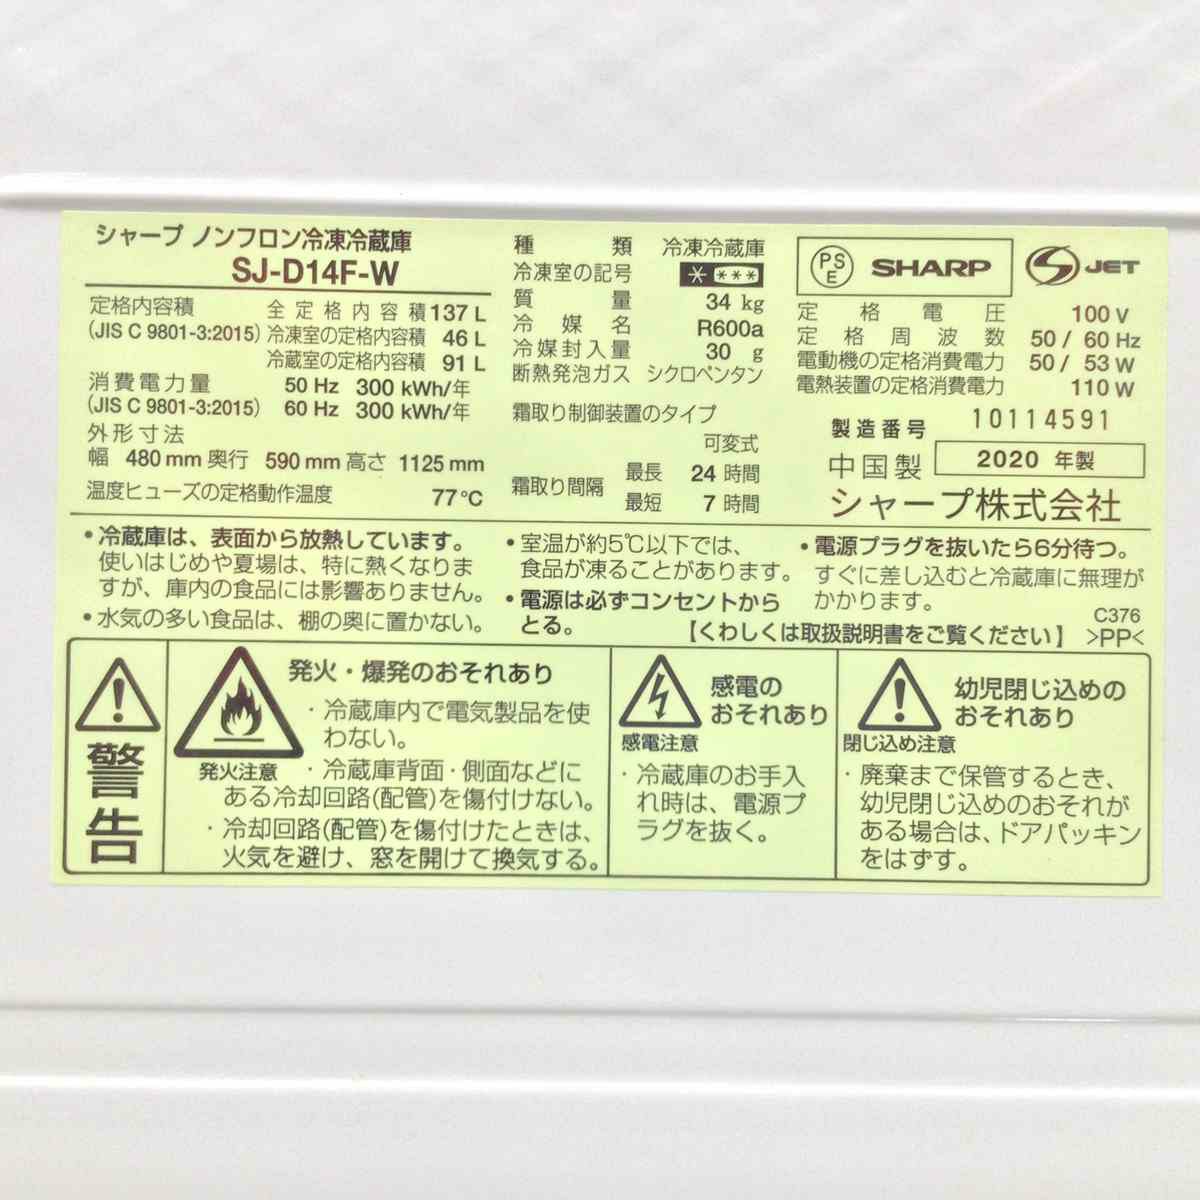 シャープ ノンフロン冷凍冷蔵庫
SJ-D14F-W
定格内容積 全定格内容積 137 L
(JIS C 9801-3:2015) 冷凍室の定格内容積 46 L
冷蔵室の定格内容積 91 L
消費電力量 50 Hz 300 kWh/年
(JIS C 9801-3:2015) 60 Hz 300 kWh/年
外形寸法
幅 480 mm 奥行 590 mm 高さ 1125 mm
温度ヒューズの定格動作温度 77℃
種類 冷凍冷蔵庫
冷凍室の記号 * ***
質量 34 kg
冷媒名 R600a
冷媒封入量 30 g
断熱発泡ガス シクロペンタン
霜取り制御装置のタイプ
可変式
霜取り間隔 最長 24 時間
最短 7 時間
PS E SHARP S JET
定格電圧 100 V
定格周波数 50 / 60 Hz
電動機の定格消費電力 50 / 53 W
電熱装置の定格消費電力 110 W
製造番号 10114591
中国製 2020 年製
シャープ株式会社
・冷蔵庫は、表面から放熱しています。
使いはじめや夏場は、特に熱くなりま
すが、庫内の食品には影響ありません。
・水気の多い食品は、棚の奥に置かない。
・室温が約5℃以下では、
食品が凍ることがあります。
・電源は必ずコンセントから
とる。
・電源プラグを抜いたら6分待つ。
すぐに差し込むと冷蔵庫に無理が
かかります。
【くわしくは取扱説明書をご覧ください】
C376
>PP<
警告
発火・爆発のおそれあり
発火注意
・冷蔵庫内で電気製品を使
わない。
・冷蔵庫背面・側面などに
ある冷却回路(配管)を傷付けない。
・冷却回路(配管)を傷付けたときは、
火気を避け、窓を開けて換気する。
感電の
おそれあり
感電注意
・冷蔵庫のお手入
れ時は、電源プ
ラグを抜く。
幼児閉じ込めの
おそれあり
閉じ込め注意
・廃棄まで保管するとき、
幼児閉じ込めのおそれが
ある場合は、ドアパッキン
をはずす。